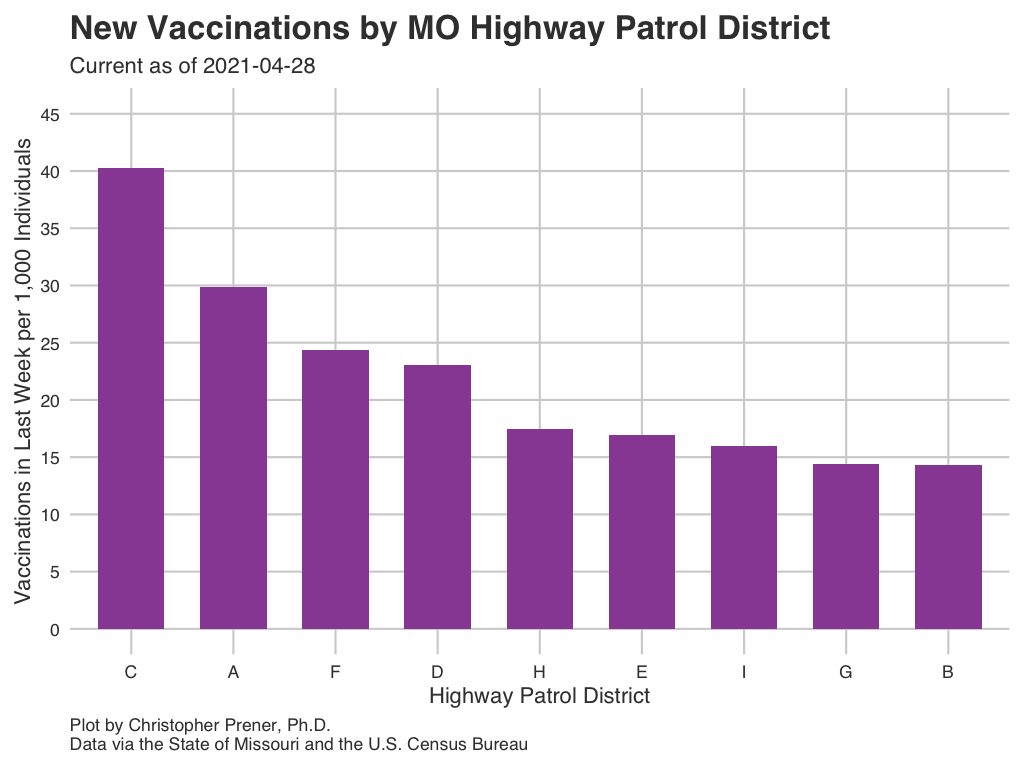 New Vaccinations by MO Highway Patrol District
Current as of 2021-04-28
Vaccinations in Last Week per 1,000 Individuals
45
40
35
30
25
20
15
10
5
0
C A F D H E I G B
Highway Patrol District
Plot by Christopher Prener, Ph.D.
Data via the State of Missouri and the U.S. Census Bureau